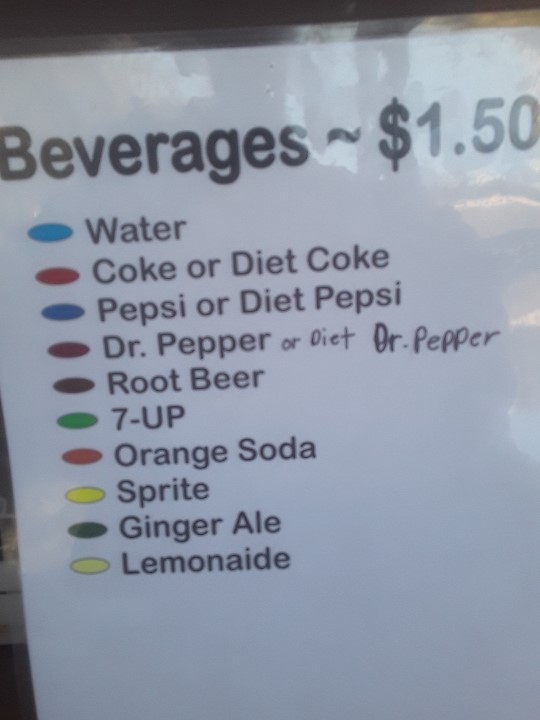 Beverages ~ $1.50
Water
Coke or Diet Coke
Pepsi or Diet Pepsi
Dr. Pepper or Diet Dr. Pepper
Root Beer
7-UP
Orange Soda
Sprite
Ginger Ale
Lemonaide